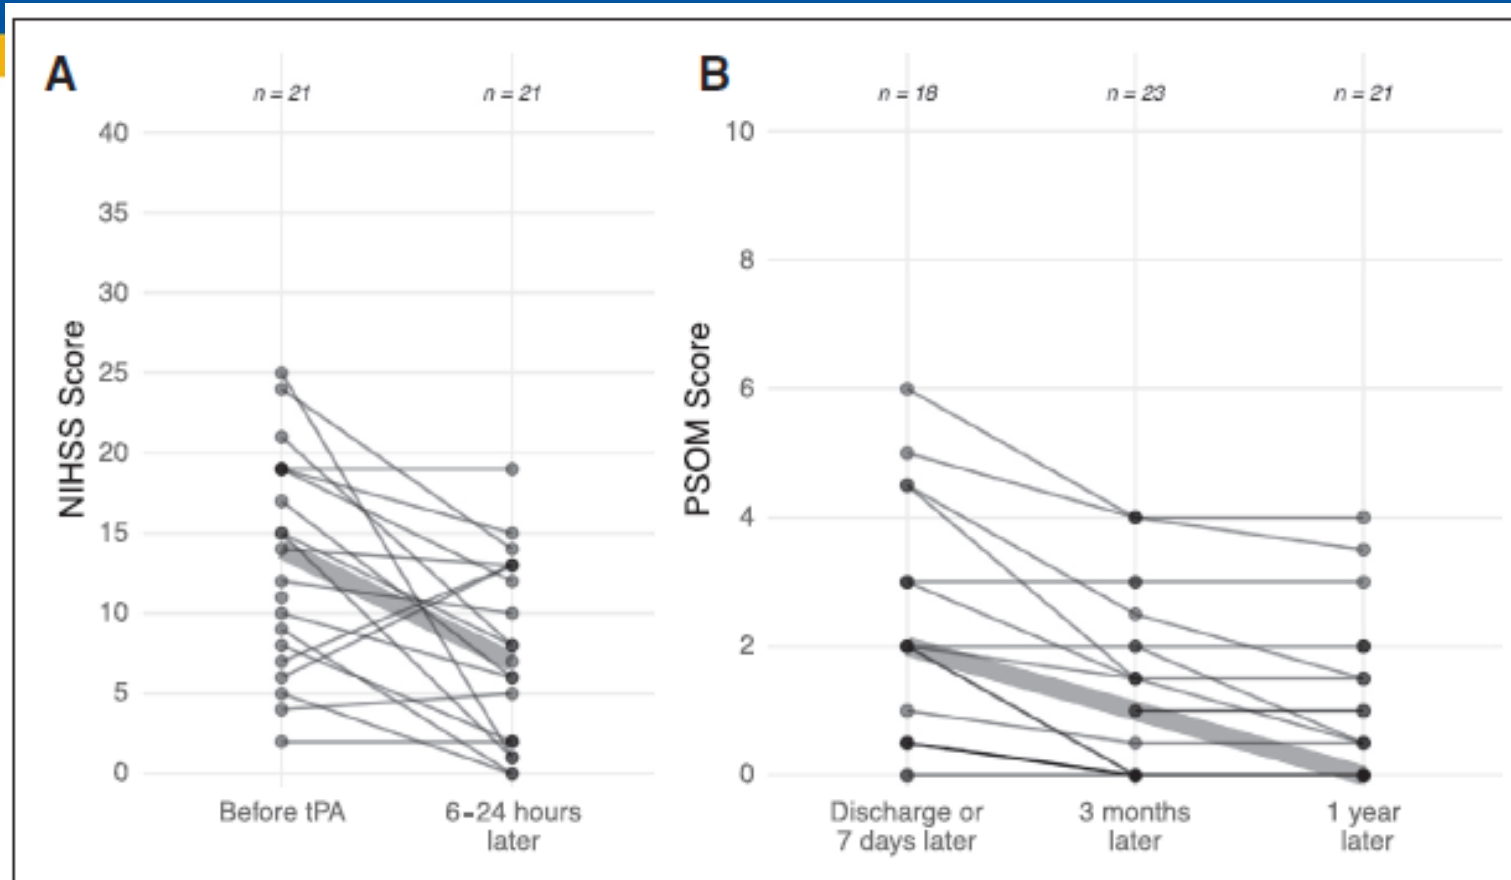 A
n = 21
n = 21
40
35
30
25
20
15
10
5
0
NIHSS Score
Before tPA
6-24 hours
later
B
n = 18
n = 23
n = 21
10
8
6
4
2
0
PSOM Score
Discharge or
7 days later
3 months
later
1 year
later